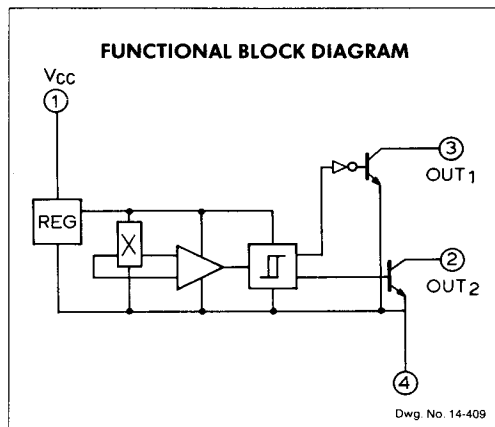 FUNCTIONAL BLOCK DIAGRAM
VCC
1
REG
X
3
OUT1
2
OUT2
4
Dwg. No. 14-409